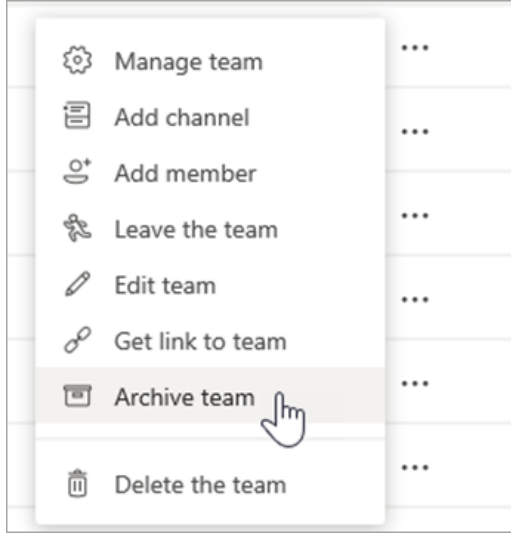 Manage team
Add channel
Add member
Leave the team
Edit team
Get link to team
Archive team
Delete the team